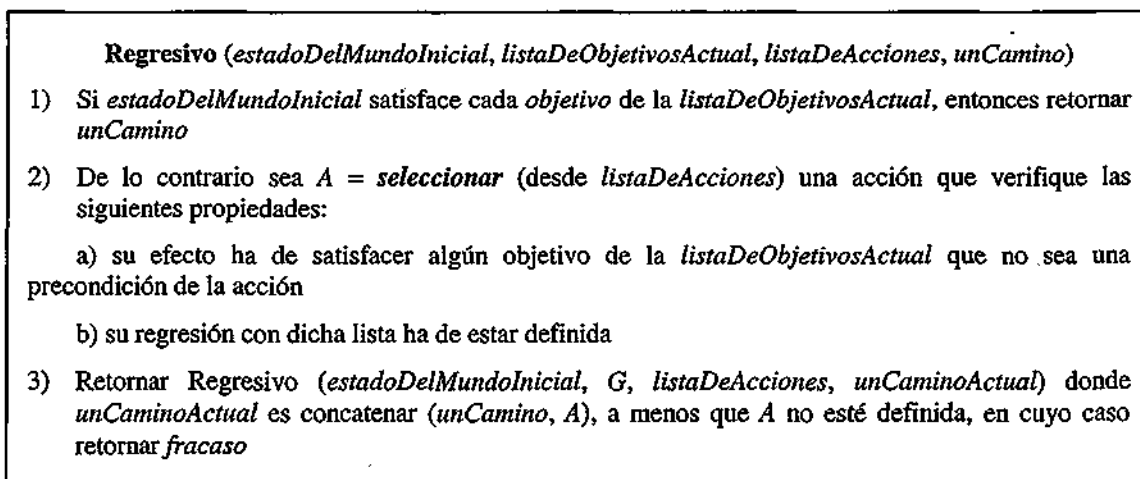 Regresivo (estadoDelMundoInicial, listaDeObjetivosActual, listaDeAcciones, unCamino)
1) Si estadoDelMundoInicial satisface cada objetivo de la listaDeObjetivosActual, entonces retornar
unCamino
2) De lo contrario sea A = seleccionar (desde listaDeAcciones) una acción que verifique las
siguientes propiedades:
a) su efecto ha de satisfacer algún objetivo de la listaDeObjetivosActual que no sea una
precondición de la acción
b) su regresión con dicha lista ha de estar definida
3) Retornar Regresivo (estadoDelMundoInicial, G, listaDeAcciones, unCaminoActual) donde
unCaminoActual es concatenar (unCamino, A), a menos que A no esté definida, en cuyo caso
retornar fracaso